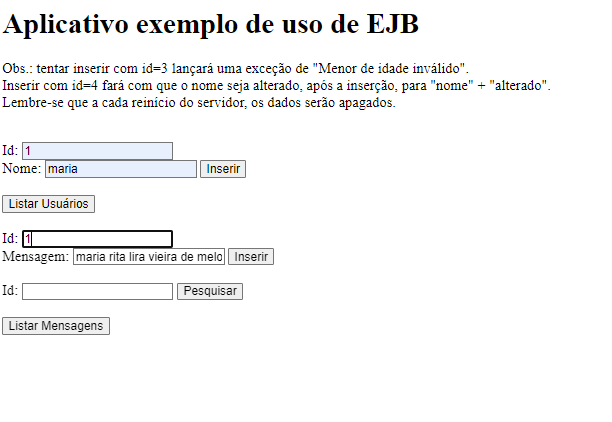 Aplicativo exemplo de uso de EJB
Obs.: tentar inserir com id=3 lançará uma exceção de "Menor de idade inválido".
Inserir com id=4 fará com que o nome seja alterado, após a inserção, para "nome" + "alterado".
Lembre-se que a cada reinício do servidor, os dados serão apagados.
Id: 1
Nome: maria Inserir
Listar Usuários
Id: 1
Mensagem: maria rita lira vieira de melo Inserir
Id: Pesquisar
Listar Mensagens